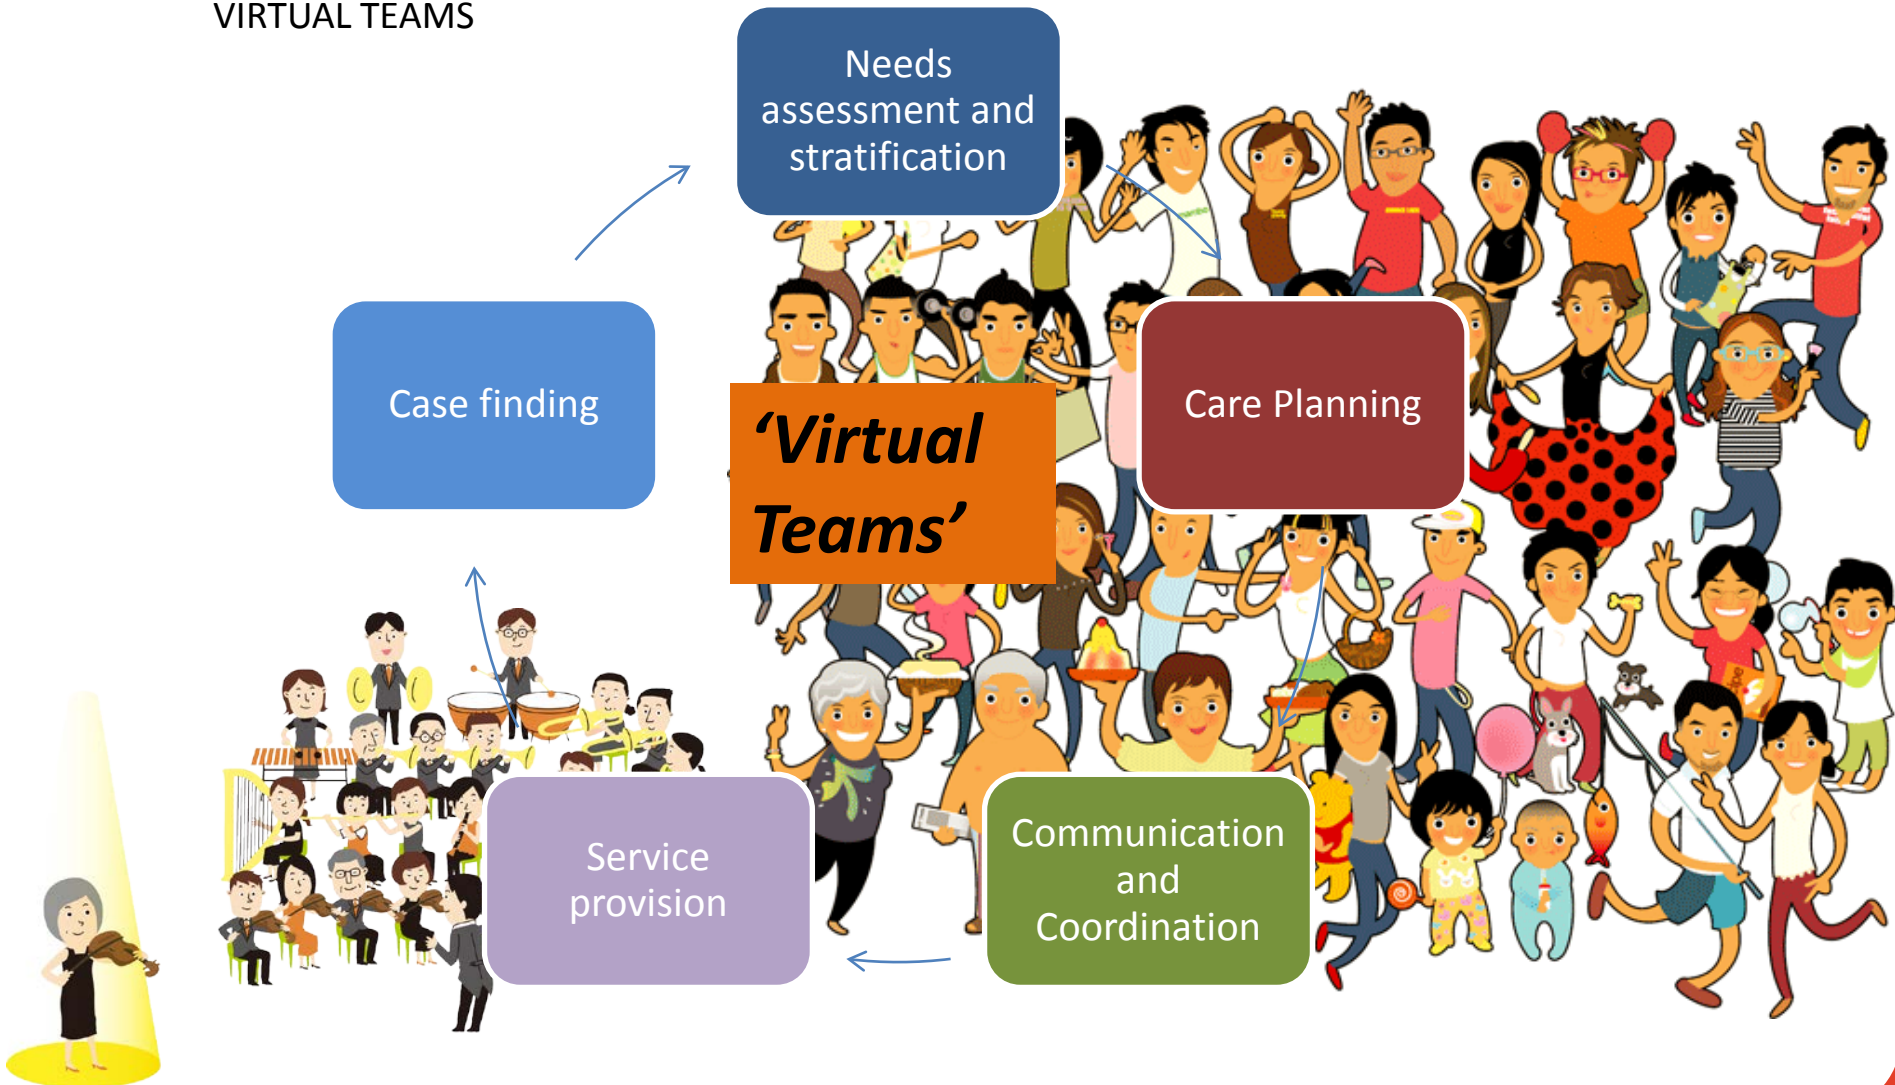 VIRTUAL TEAMS
Needs
assessment and
stratification
Case finding
Care Planning
‘Virtual
Teams’
Service
provision
Communication
and
Coordination